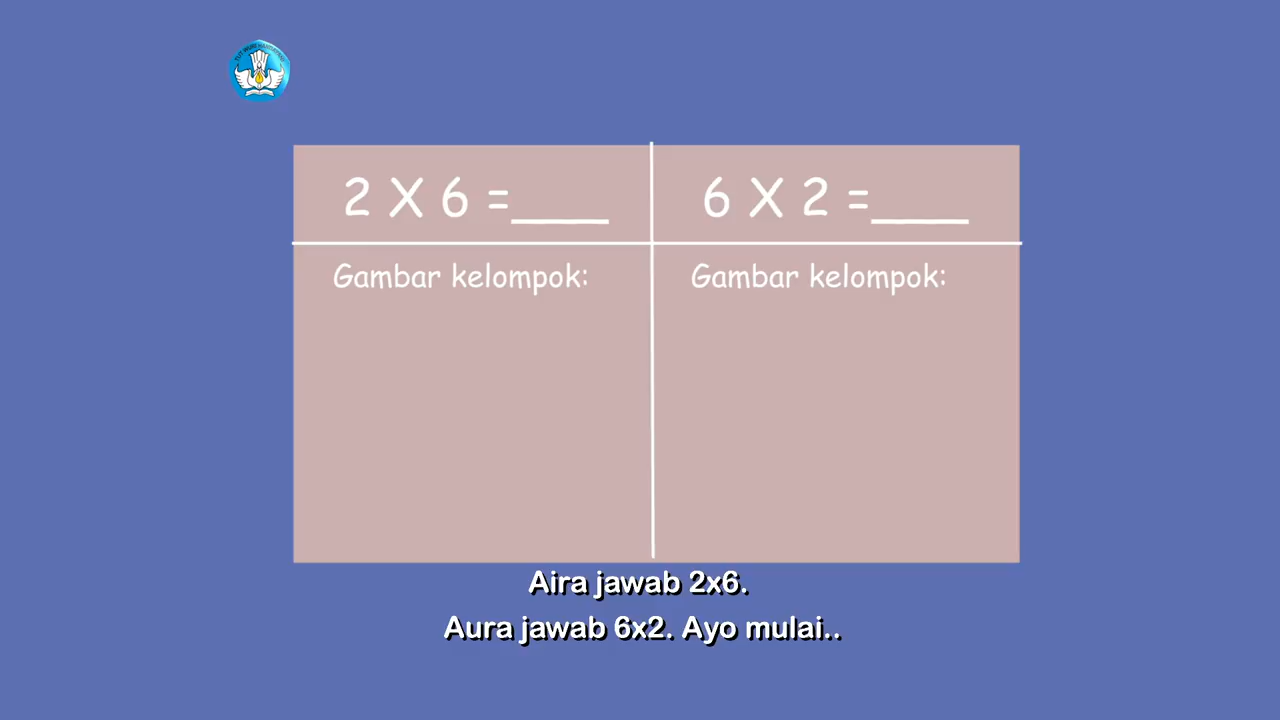 2 X 6 =____
6 X 2 =____
Gambar kelompok:
Gambar kelompok:
Aira jawab 2x6.
Aura jawab 6x2. Ayo mulai..